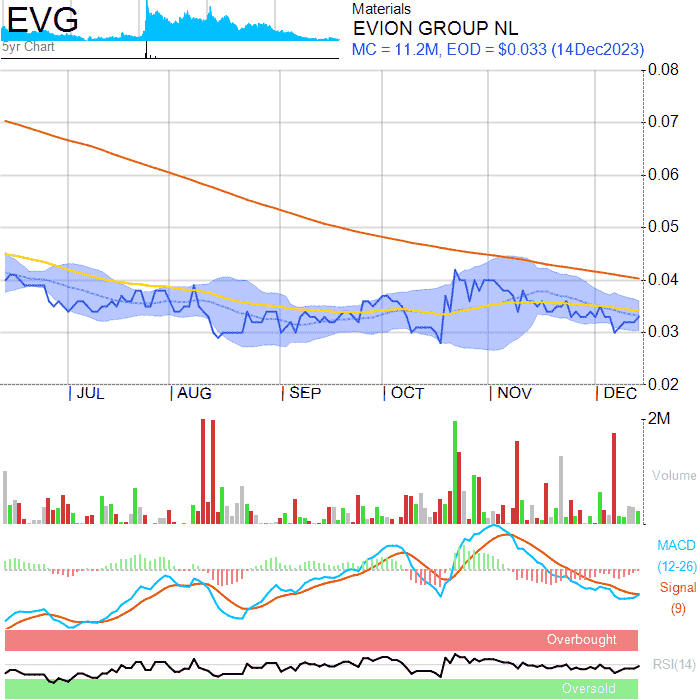 EVG
5yr Chart
Materials
EVION GROUP NL
MC = 11.2M, EOD = $0.033 (14Dec2023)
0.08
0.07
0.06
0.05
0.04
0.03
0.02
JUL AUG SEP OCT NOV DEC
2M
Volume
MACD
(12-26)
Signal
(9)
Overbought
RSI(14)
Oversold